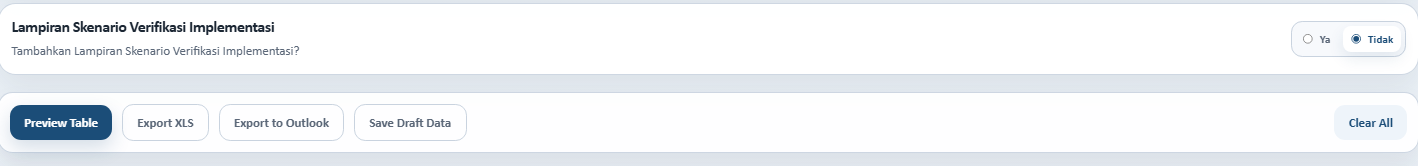 Lampiran Skenario Verifikasi Implementasi
Tambahkan Lampiran Skenario Verifikasi Implementasi?
Ya Tidak
Preview Table Export XLS Export to Outlook Save Draft Data Clear All